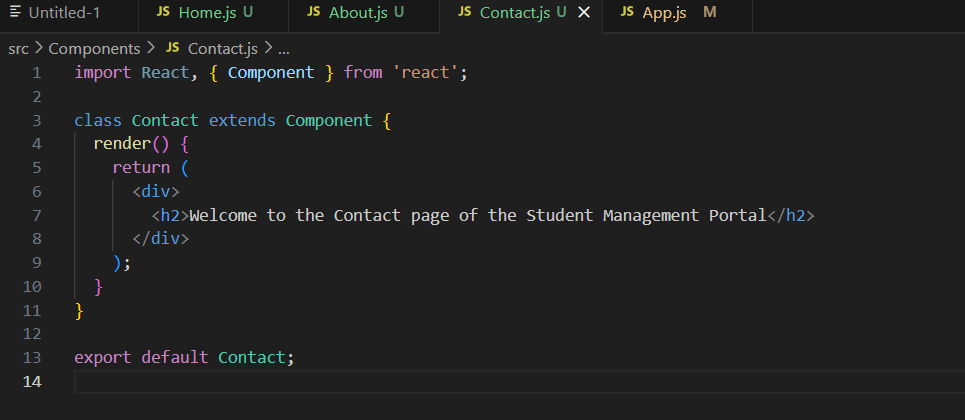 Untitled-1 JS Home.js U JS About.js U JS Contact.js U JS App.js M
src > Components > JS Contact.js > ...
1 import React, { Component } from 'react';
2
3 class Contact extends Component {
4 render() {
5 return (
6 <div>
7 <h2>Welcome to the Contact page of the Student Management Portal</h2>
8 </div>
9 );
10 }
11 }
12
13 export default Contact;
14